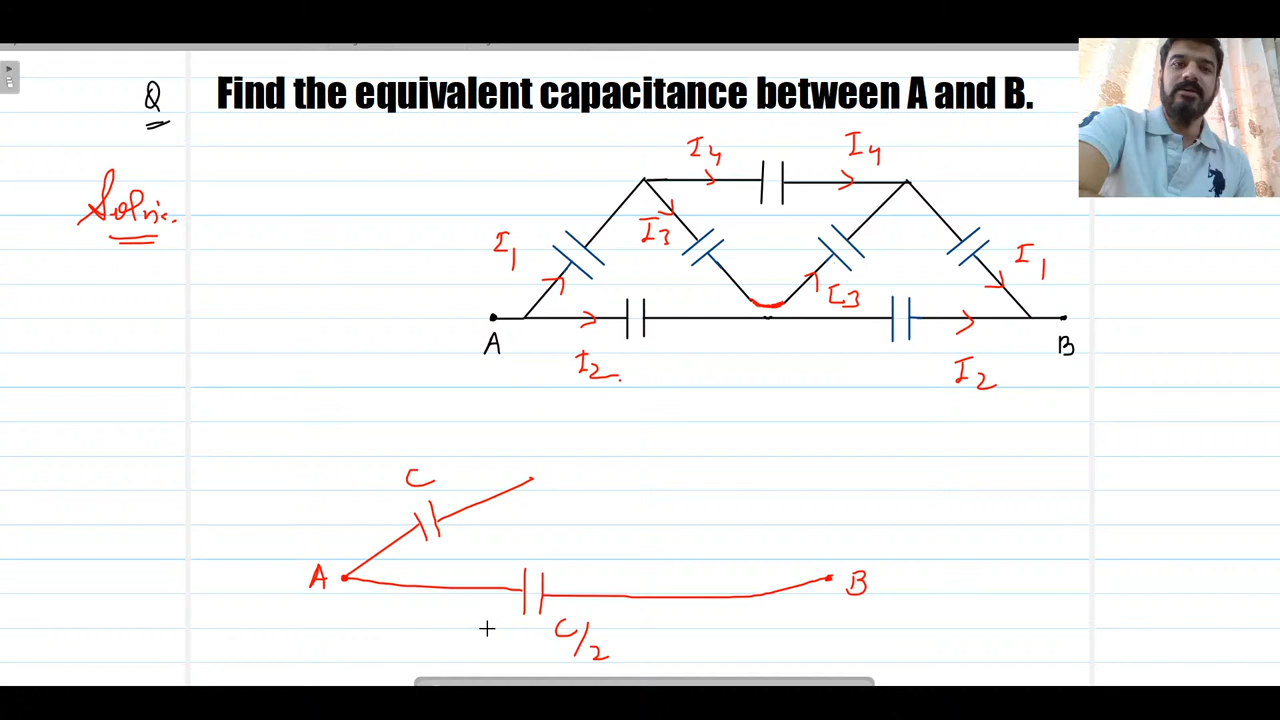 Q
Find the equivalent capacitance between A and B.
Soln:.
I4
I4
I1
I3
I1
I3
A
B
I2.
I2
C
A
B
C/2